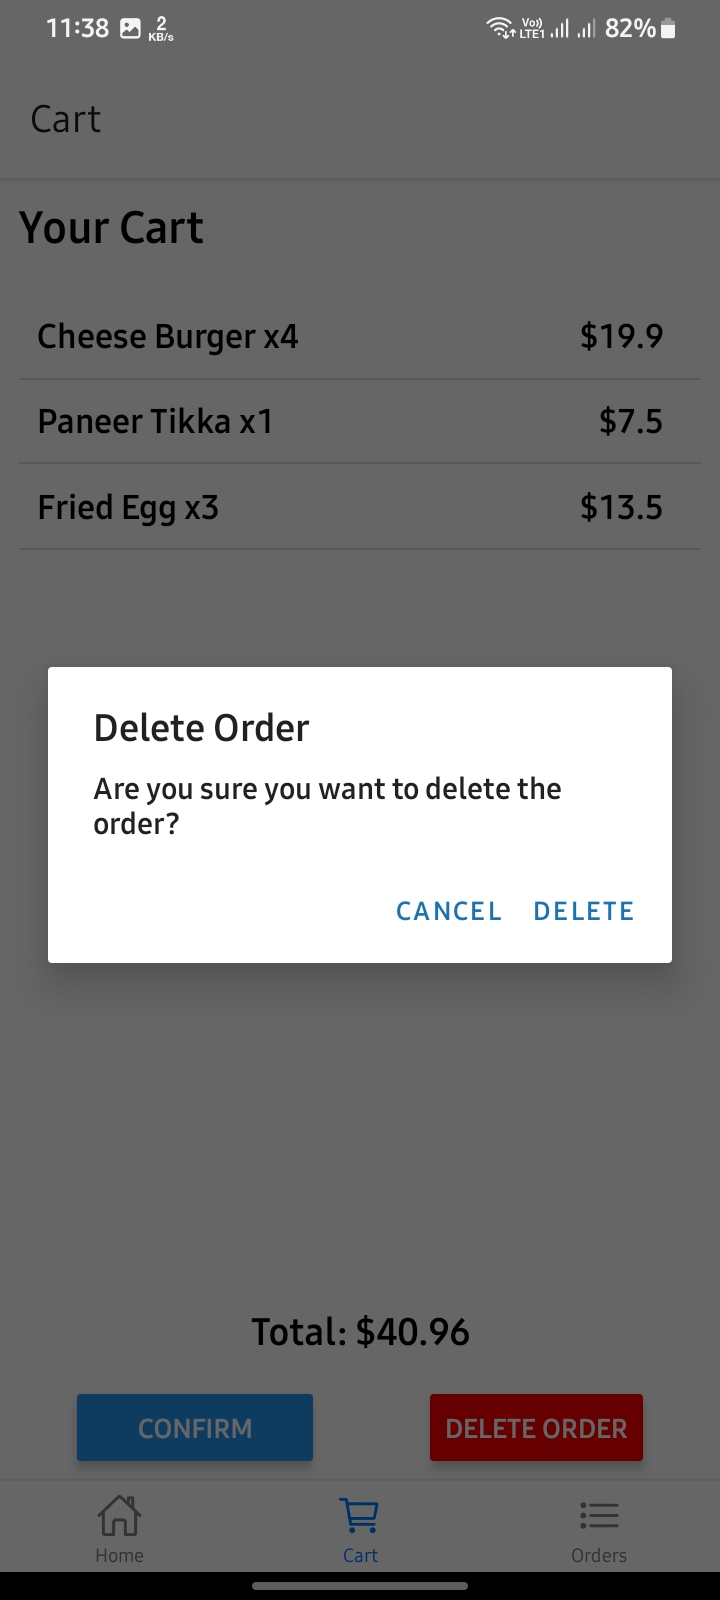 11:38 2 KB/s Vo)) LTE1 82%
Cart
Your Cart
Cheese Burger x4 $19.9
Paneer Tikka x1 $7.5
Fried Egg x3 $13.5
Delete Order
Are you sure you want to delete the
order?
CANCEL DELETE
Total: $40.96
CONFIRM DELETE ORDER
Home Cart Orders